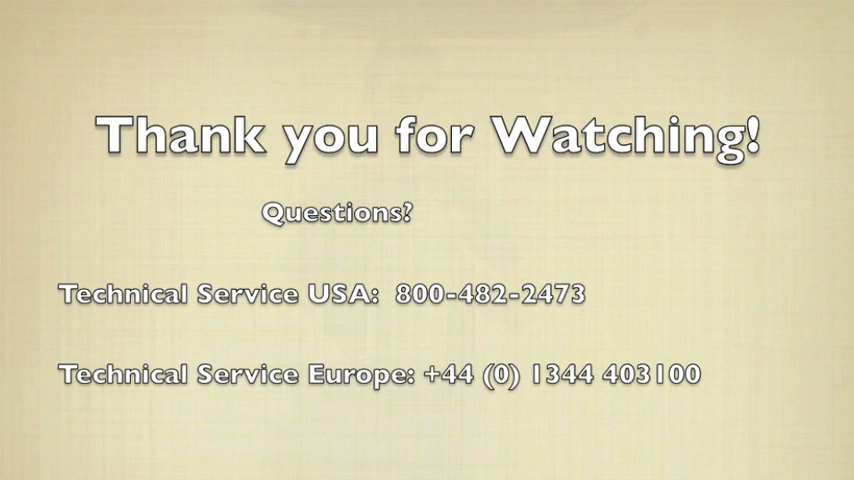 Thank you for Watching!
Questions?
Technical Service USA: 800-482-2473
Technical Service Europe: +44 (0) 1344 403100